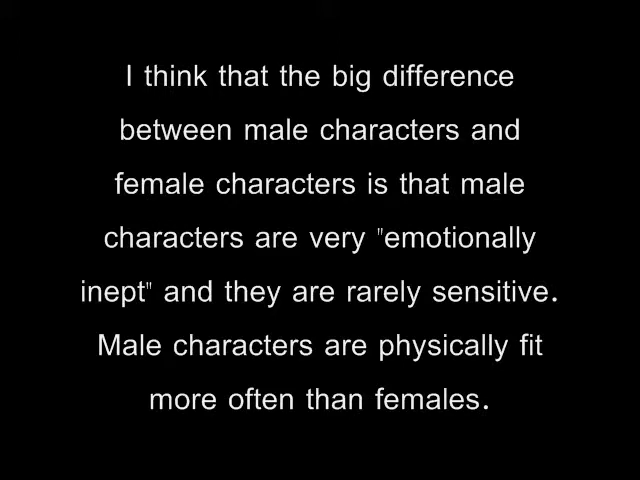 I think that the big difference
between male characters and
female characters is that male
characters are very "emotionally
inept" and they are rarely sensitive.
Male characters are physically fit
more often than females.